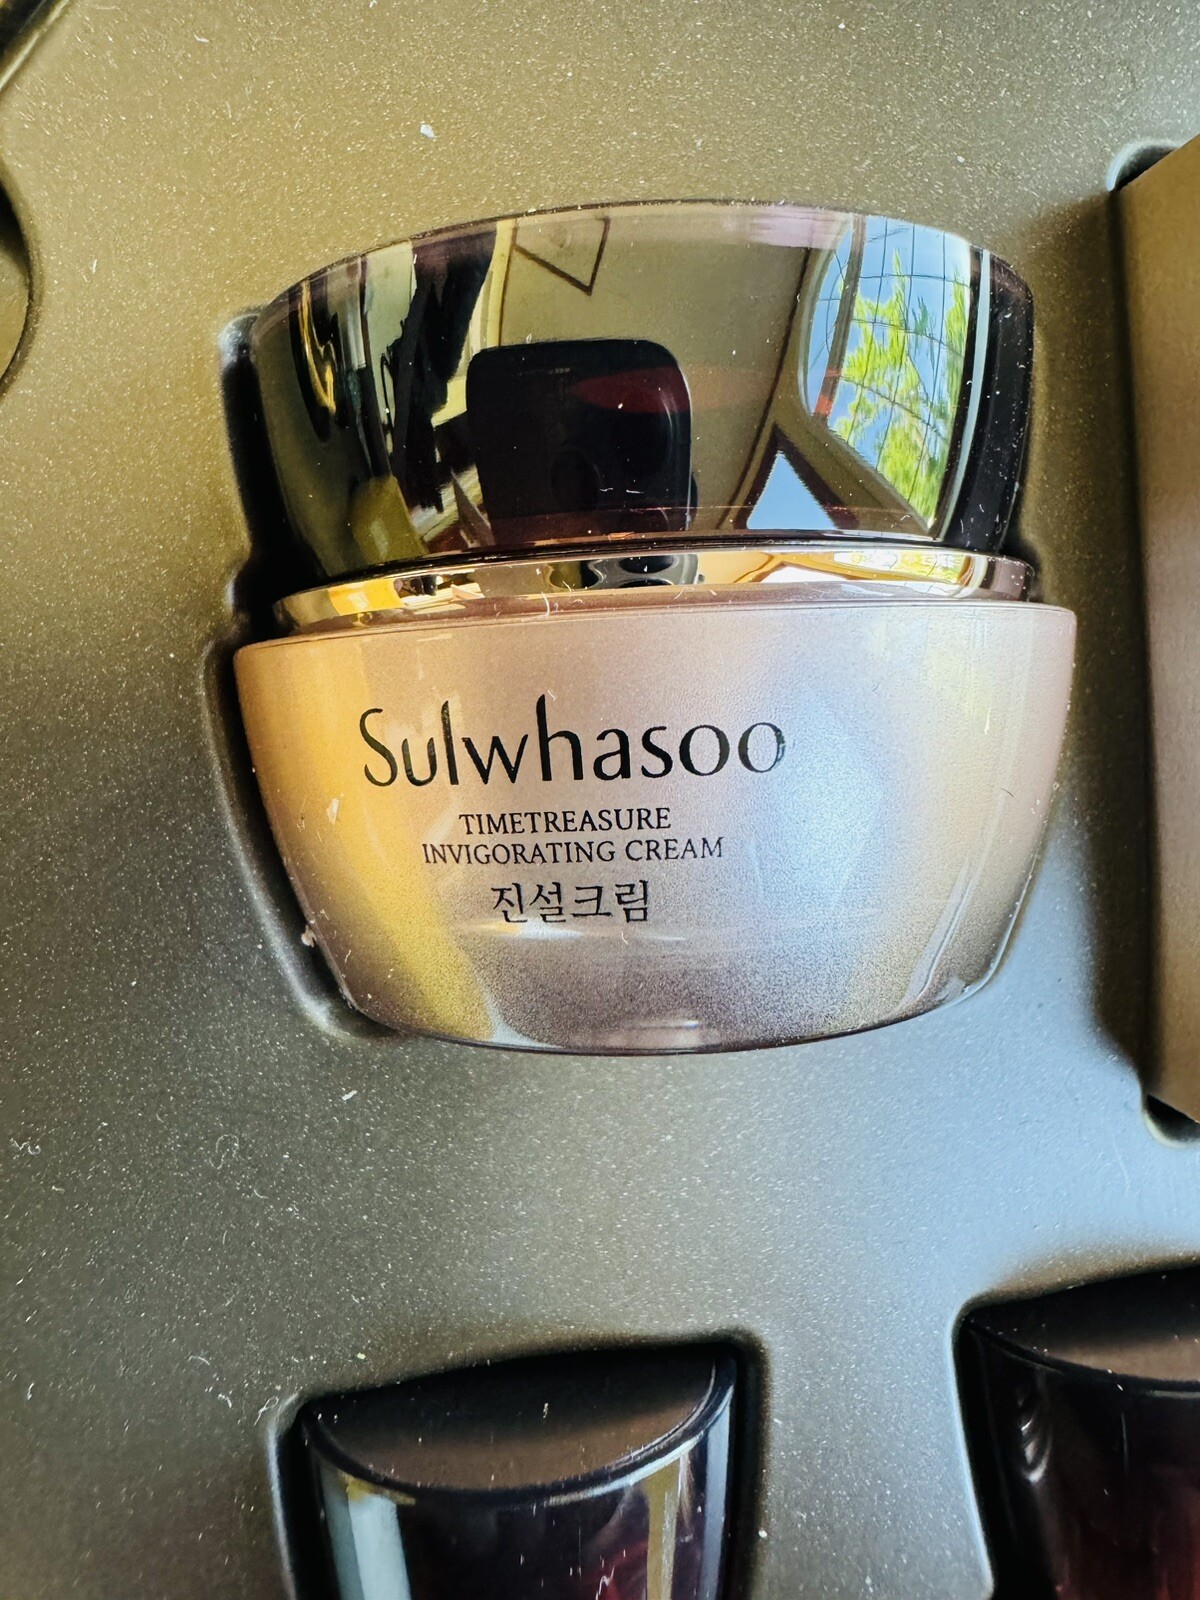 Sulwhasoo
TIMETREASURE
INVIGORATING CREAM
진설크림